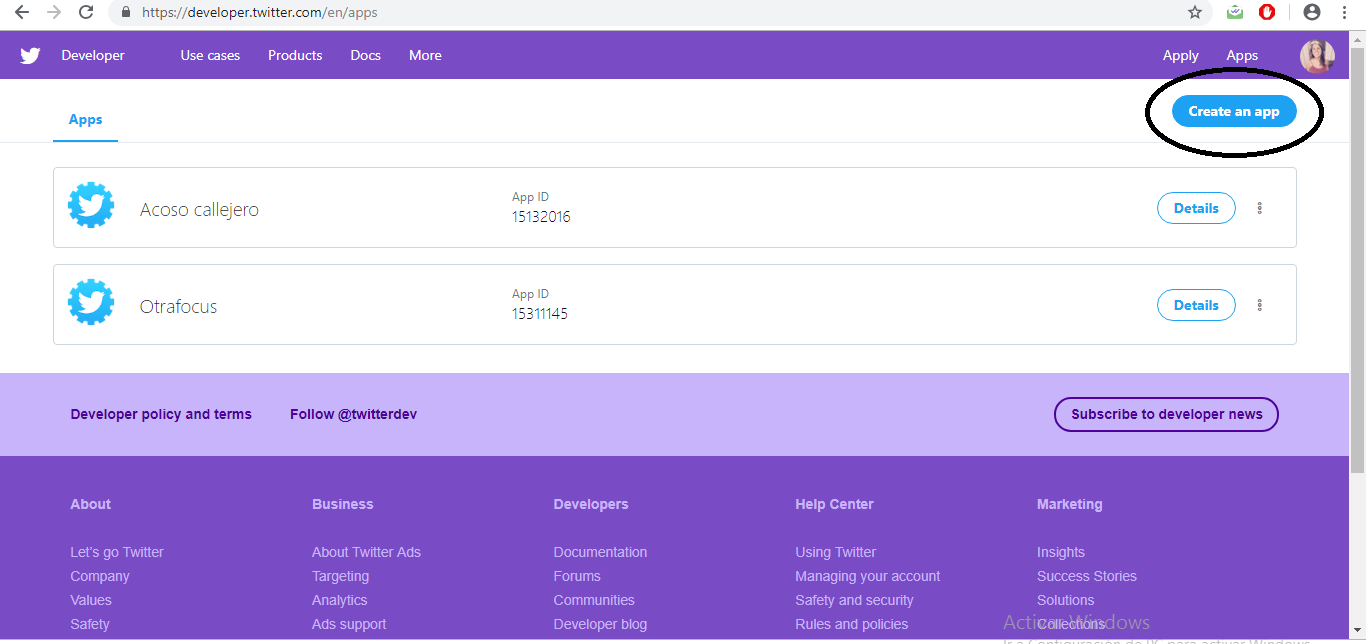 https://developer.twitter.com/en/apps
Developer Use cases Products Docs More Apply Apps
Apps Create an app
App ID
Acoso callejero 15132016 Details
App ID
Otrafocus 15311145 Details
Developer policy and terms Follow @twitterdev Subscribe to developer news
About Business Developers Help Center Marketing
Let's go Twitter About Twitter Ads Documentation Using Twitter Insights
Company Targeting Forums Managing your account Success Stories
Values Analytics Communities Safety and security Solutions
Safety Ads support Developer blog Rules and policies Collections
Activar Windows